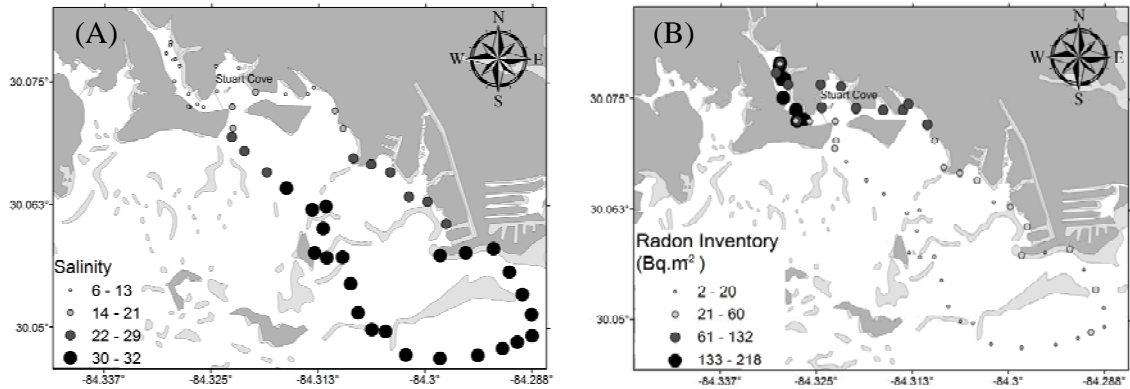 (A)
N
W E
S
Stuart Cove
30.075
30.063
30.05
Salinity
6 - 13
14 - 21
22 - 29
30 - 32
-84.337 -84.325 -84.313 -84.3 -84.288
(B)
N
W E
S
Stuart Cove
30.075
30.063
30.05
Radon Inventory
(Bq.m²)
2 - 20
21 - 60
61 - 132
133 - 218
-84.337 -84.325 -84.313 -84.3 -84.288